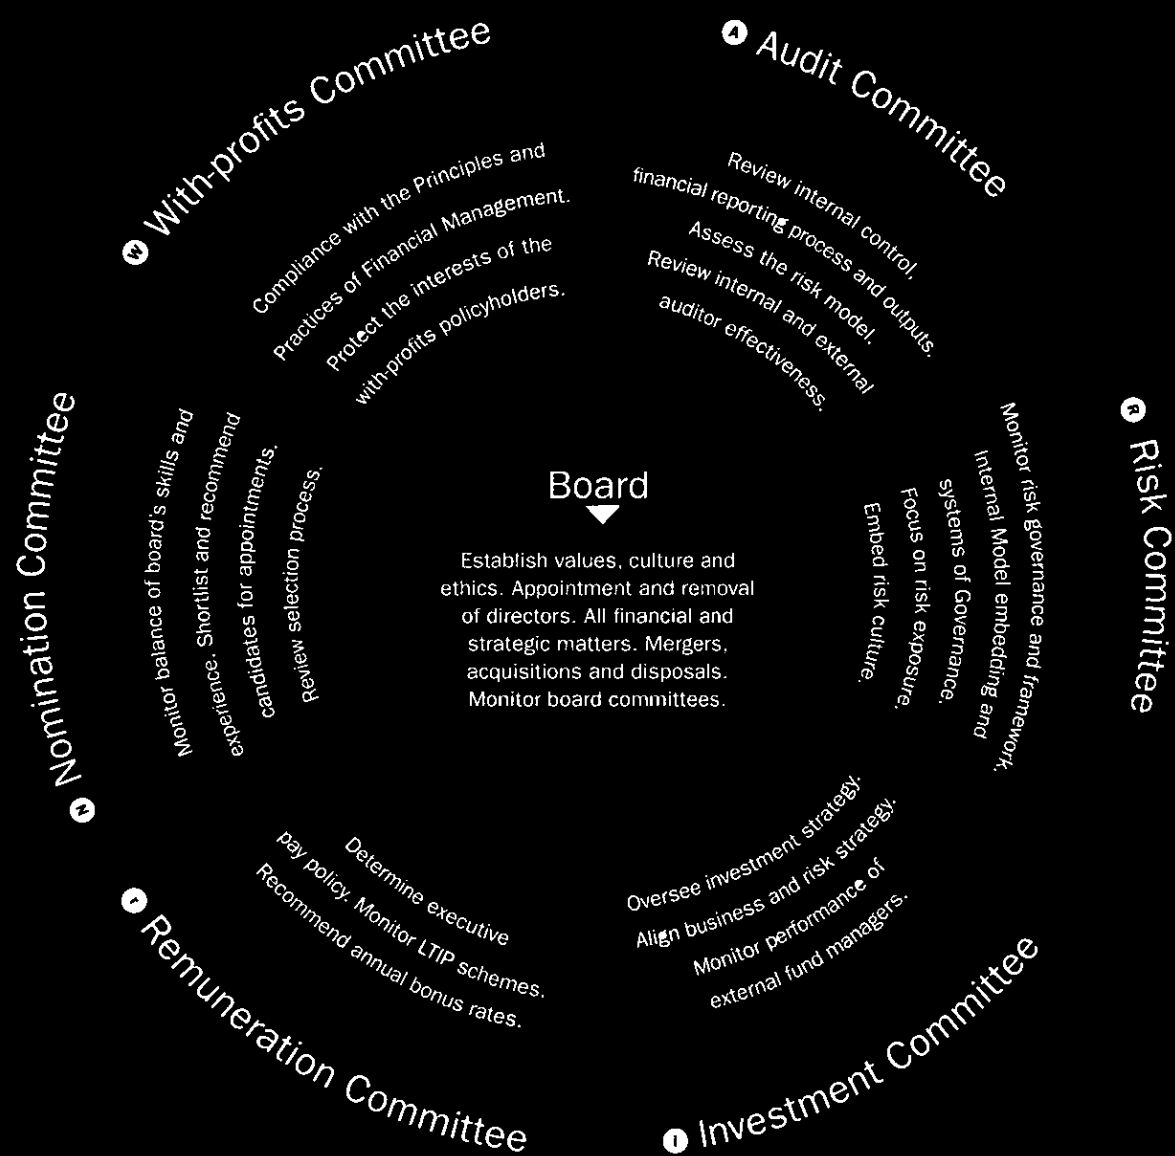 W With-profits Committee
Compliance with the Principles and
Practices of Financial Management.
Protect the interests of the
with-profits policyholders.
A Audit Committee
Review internal control,
financial reporting process and outputs.
Assess the risk model.
Review internal and external
auditor effectiveness.
R Risk Committee
Monitor risk governance and framework.
Internal Model embedding and
systems of Governance.
Focus on risk exposure.
Embed risk culture.
Board
Establish values, culture and
ethics. Appointment and removal
of directors. All financial and
strategic matters. Mergers,
acquisitions and disposals.
Monitor board committees.
N Nomination Committee
Monitor balance of board's skills and
experience. Shortlist and recommend
candidates for appointments.
Review selection process.
r Remuneration Committee
Determine executive
pay policy. Monitor LTIP schemes.
Recommend annual bonus rates.
I Investment Committee
Oversee investment strategy.
Align business and risk strategy.
Monitor performance of
external fund managers.